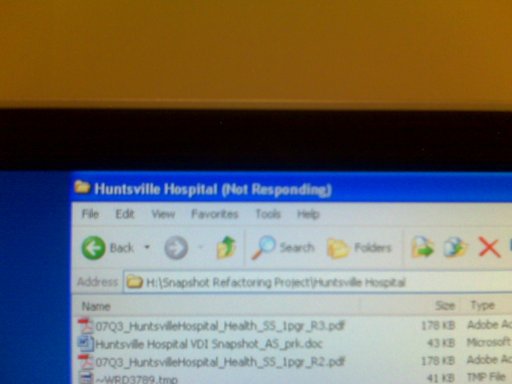 Huntsville Hospital (Not Responding)
File Edit View Favorites Tools Help
Back Search Folders
Address H:\Snapshot Refactoring Project\Huntsville Hospital
Name Size Type
07Q3_HuntsvilleHospital_Health_SS_1pgr_R3.pdf 178 KB Adobe Ac
Huntsville Hospital VDI Snapshot_AS_prk.doc 43 KB Microsoft
07Q3_HuntsvilleHospital_Health_SS_1pgr_R2.pdf 178 KB Adobe Ac
~WRD3789.tmp 41 KB TMP File